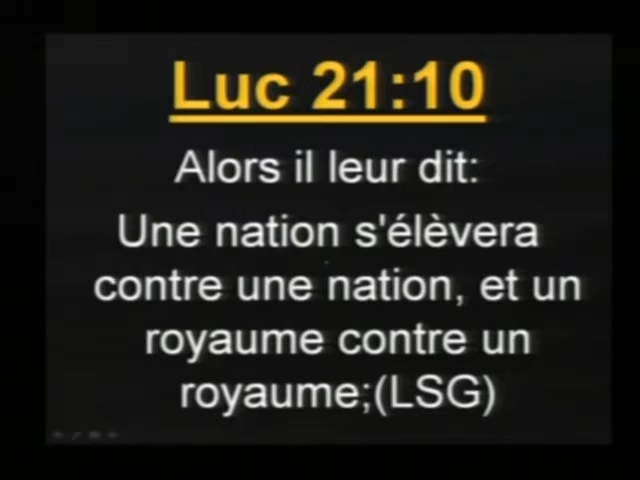 Luc 21:10
Alors il leur dit:
Une nation s'élèvera
contre une nation, et un
royaume contre un
royaume;(LSG)